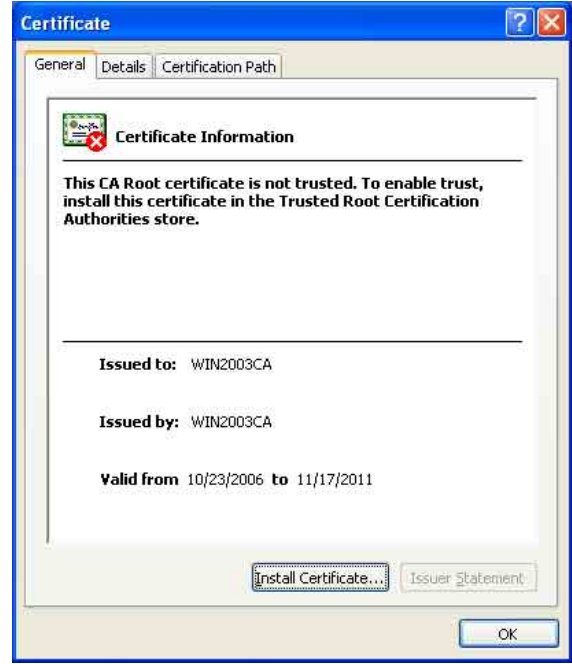 Certificate
General Details Certification Path
Certificate Information
This CA Root certificate is not trusted. To enable trust,
install this certificate in the Trusted Root Certification
Authorities store.
Issued to: WIN2003CA
Issued by: WIN2003CA
Valid from 10/23/2006 to 11/17/2011
Install Certificate... Issuer Statement
OK